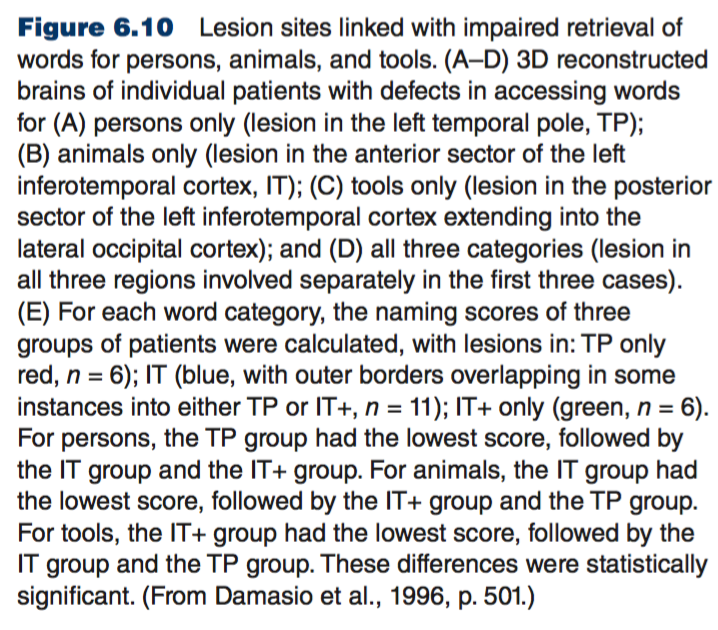 Figure 6.10 Lesion sites linked with impaired retrieval of
words for persons, animals, and tools. (A–D) 3D reconstructed
brains of individual patients with defects in accessing words
for (A) persons only (lesion in the left temporal pole, TP);
(B) animals only (lesion in the anterior sector of the left
inferotemporal cortex, IT); (C) tools only (lesion in the posterior
sector of the left inferotemporal cortex extending into the
lateral occipital cortex); and (D) all three categories (lesion in
all three regions involved separately in the first three cases).
(E) For each word category, the naming scores of three
groups of patients were calculated, with lesions in: TP only
red, n = 6); IT (blue, with outer borders overlapping in some
instances into either TP or IT+, n = 11); IT+ only (green, n = 6).
For persons, the TP group had the lowest score, followed by
the IT group and the IT+ group. For animals, the IT group had
the lowest score, followed by the IT+ group and the TP group.
For tools, the IT+ group had the lowest score, followed by the
IT group and the TP group. These differences were statistically
significant. (From Damasio et al., 1996, p. 501.)